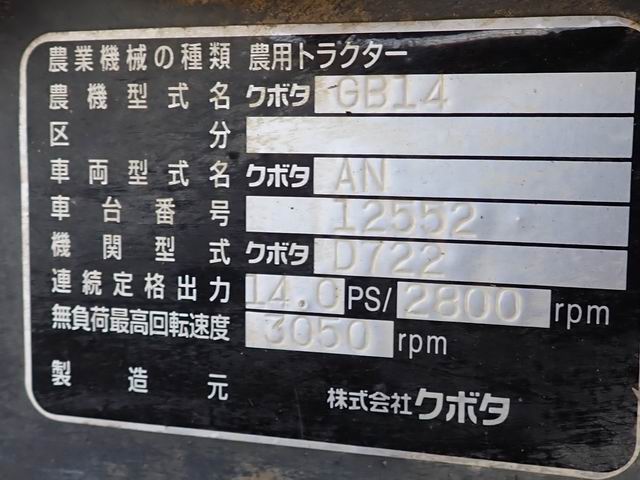 農業機械の種類 農用トラクター
農機型式名 クボタ GB14
区分
車両型式名 クボタ AN
車台番号 12552
機関型式 クボタ D722
連続定格出力 14.0 PS/2800 rpm
無負荷最高回転速度 3050 rpm
製造元 株式会社クボタ